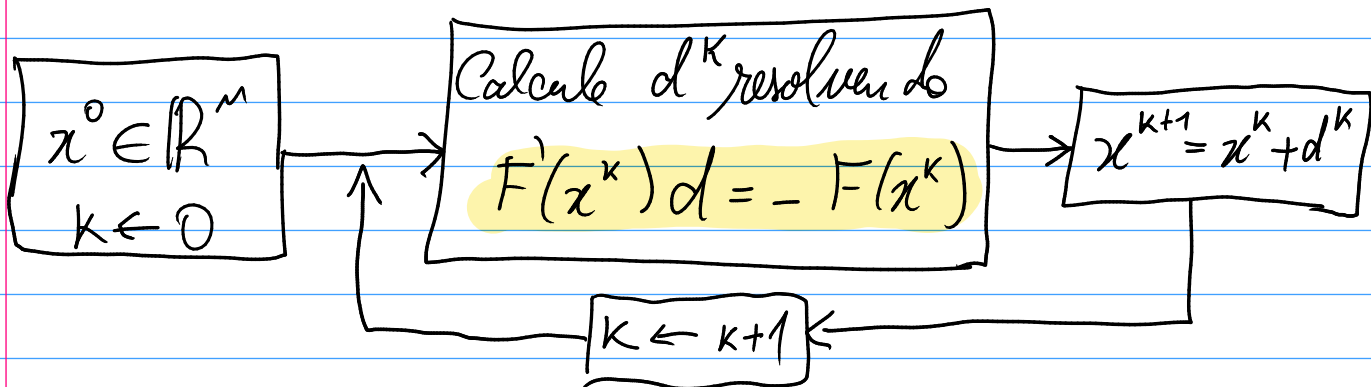 x⁰ ∈ ℝⁿ
k ← 0
Calcule dᵏ resolvendo
F'(xᵏ) d = - F(xᵏ)
xᵏ⁺¹ = xᵏ + dᵏ
k ← k+1